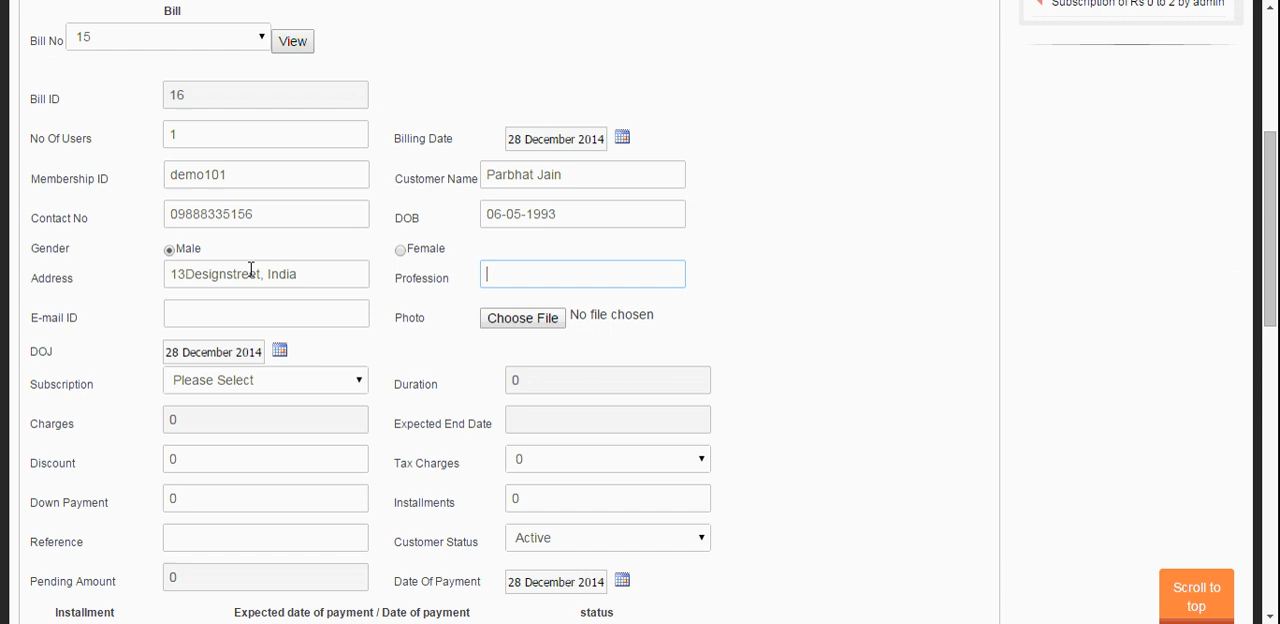 Subscription of Rs 0 to 2 by admin
Bill
Bill No 15 View
Bill ID 16
No Of Users 1 Billing Date 28 December 2014
Membership ID demo101 Customer Name Parbhat Jain
Contact No 09888335156 DOB 06-05-1993
Gender Male Female
Address 13Designstreet, India Profession
E-mail ID Photo Choose File No file chosen
DOJ 28 December 2014
Subscription Please Select Duration 0
Charges 0 Expected End Date
Discount 0 Tax Charges 0
Down Payment 0 Installments 0
Reference Customer Status Active
Pending Amount 0 Date Of Payment 28 December 2014
Installment Expected date of payment / Date of payment status
Scroll to
top